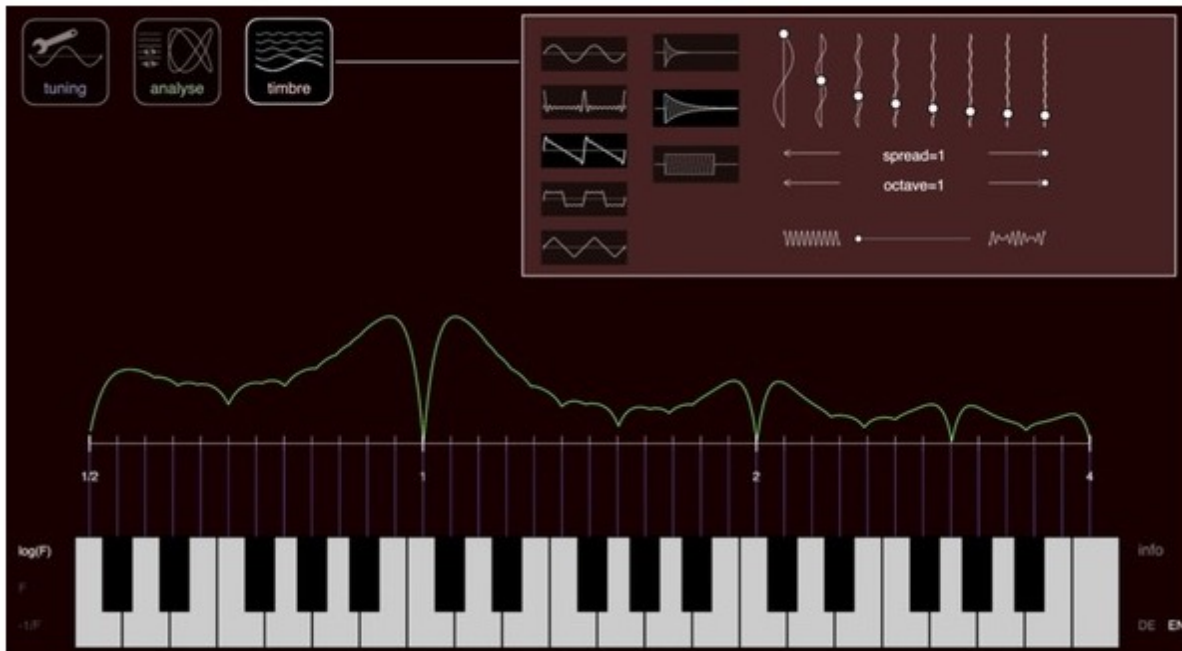 tuning
analyse
timbre
spread=1
octave=1
1/2
1
2
4
log(F)
F
-1/F
info
DE EN